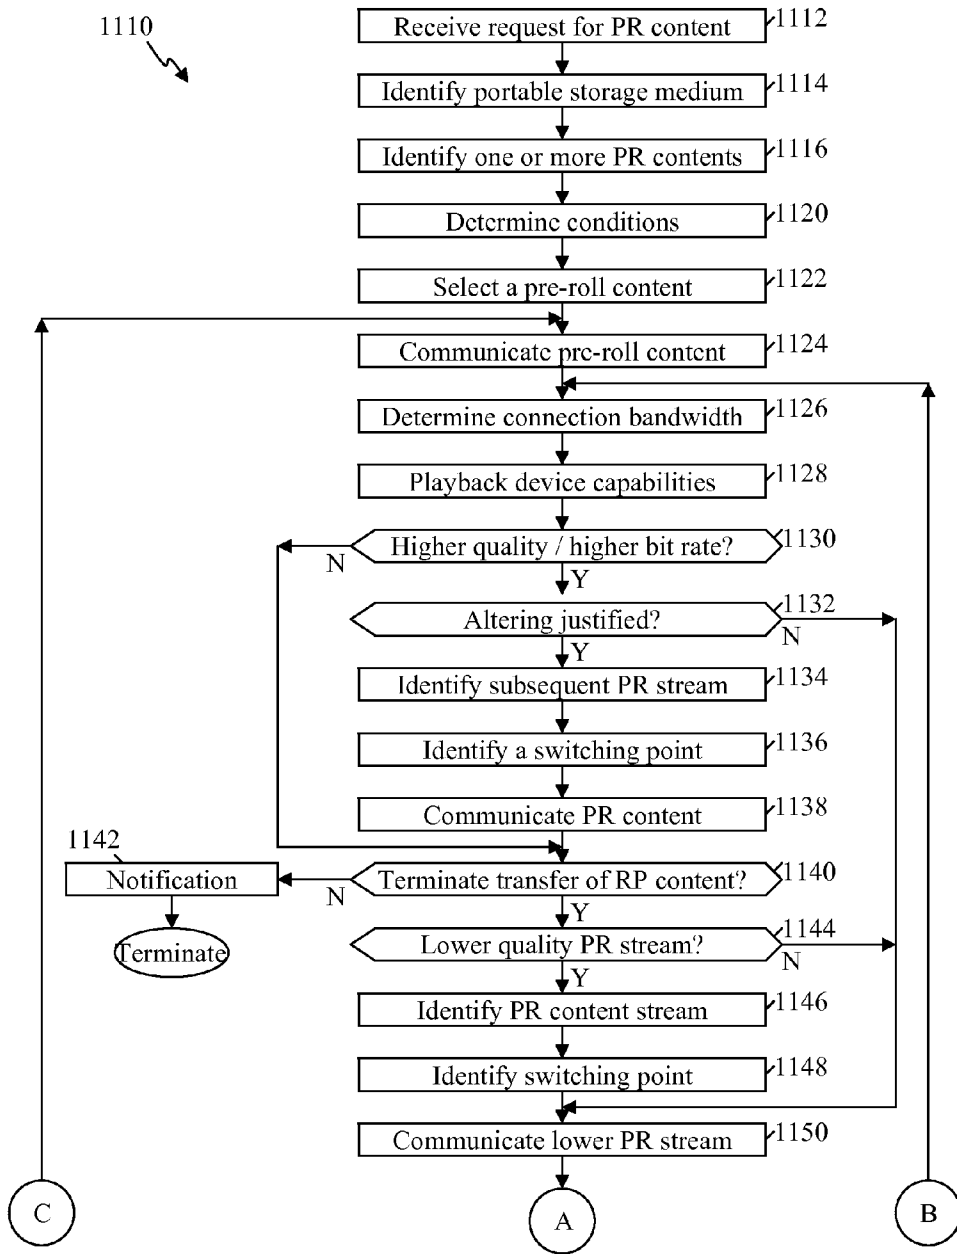 1110
Receive request for PR content
1112
Identify portable storage medium
1114
Identify one or more PR contents
1116
Determine conditions
1120
Select a pre-roll content
1122
Communicate pre-roll content
1124
Determine connection bandwidth
1126
Playback device capabilities
1128
Higher quality / higher bit rate?
1130
N
Y
Altering justified?
1132
N
Y
Identify subsequent PR stream
1134
Identify a switching point
1136
Communicate PR content
1138
1142
Notification
Terminate transfer of RP content?
1140
N
Y
Terminate
Lower quality PR stream?
1144
N
Y
Identify PR content stream
1146
Identify switching point
1148
Communicate lower PR stream
1150
C
A
B